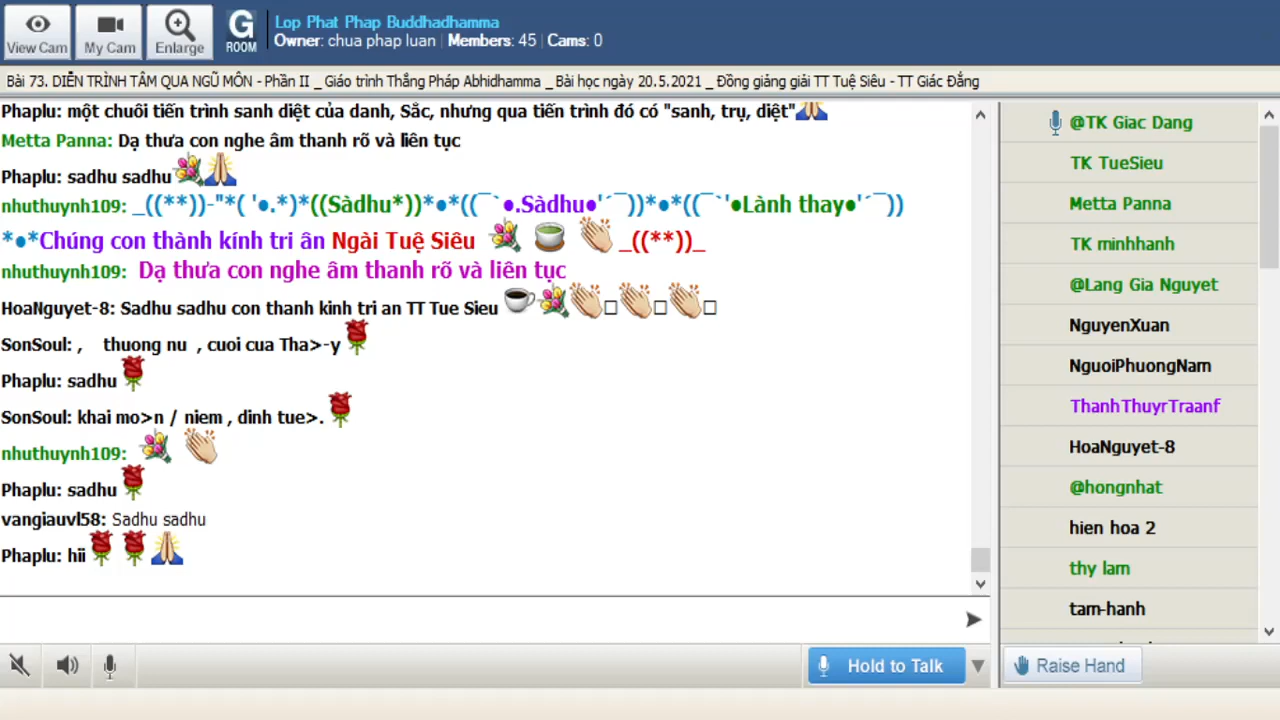 View Cam
My Cam
Enlarge
G
ROOM
Lop Phat Phap Buddhadhamma
Owner: chua phap luan | Members: 45 | Cams: 0
Bài 73. DIỄN TRÌNH TÂM QUA NGŨ MÔN - Phần II _ Giáo trình Thắng Pháp Abhidhamma _ Bài học ngày 20.5.2021 _ Đồng giảng giải TT Tuệ Siêu - TT Giác Đẳng
Phaplu: một chuôi tiến trình sanh diệt của danh, Sắc, nhưng qua tiến trình đó có "sanh, trụ, diệt"
Metta Panna: Dạ thưa con nghe âm thanh rõ và liên tục
Phaplu: sadhu sadhu
nhuthuynh109: _((**))-"*( '●.*)*((Sàdhu*))*●*((¯`●.Sàdhu●'´¯))*●*((¯`'●Lành thay●'´¯))
*●*Chúng con thành kính tri ân Ngài Tuệ Siêu _((**))_
nhuthuynh109: Dạ thưa con nghe âm thanh rõ và liên tục
HoaNguyet-8: Sadhu sadhu con thanh kinh tri an TT Tue Sieu
SonSoul: , thuong nu , cuoi cua Tha>-y
Phaplu: sadhu
SonSoul: khai mo>n / niem , dinh tue>.
nhuthuynh109:
Phaplu: sadhu
vangiauvl58: Sadhu sadhu
Phaplu: hii
@TK Giac Dang
TK TueSieu
Metta Panna
TK minhhanh
@Lang Gia Nguyet
NguyenXuan
NguoiPhuongNam
ThanhThuyrTraanf
HoaNguyet-8
@hongnhat
hien hoa 2
thy lam
tam-hanh
Hold to Talk
Raise Hand